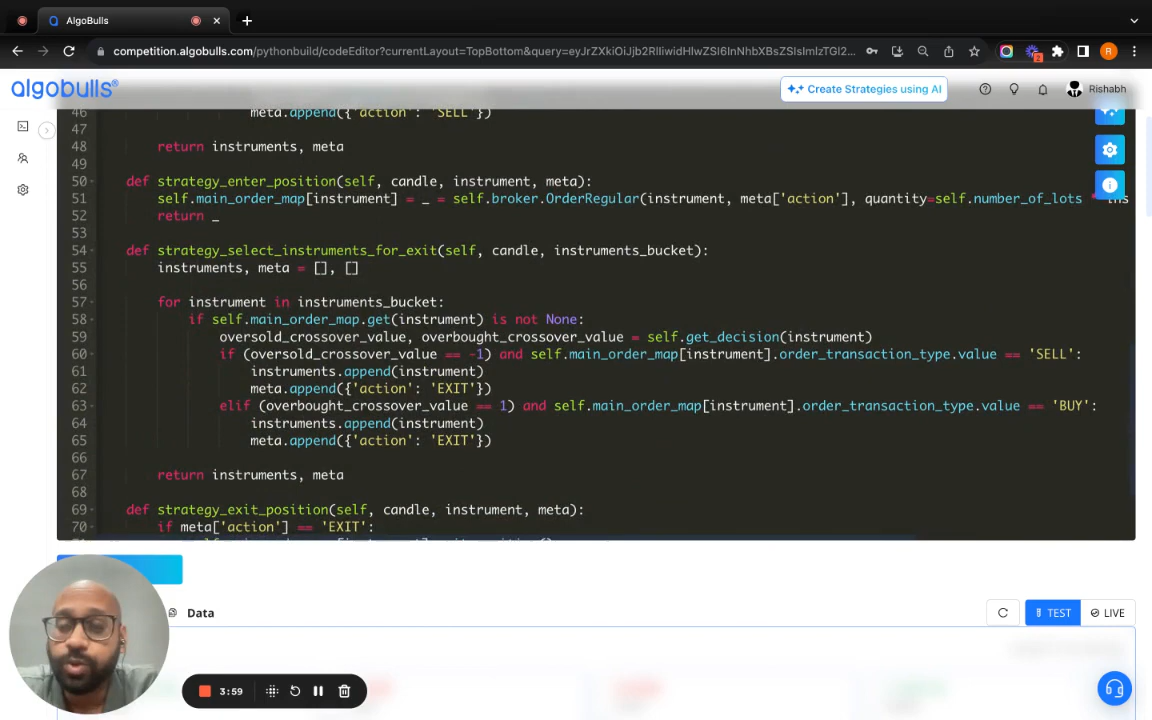 AlgoBulls
competition.algobulls.com/pythonbuild/codeEditor?currentLayout=TopBottom&query=eyJrZXkiOiJjb2RlIiwidHlwZSI6InNhbXBsZSIsImlzTGl2...
algobulls®
Create Strategies using AI
Rishabh
46 meta.append({'action': 'SELL'})
47
48 return instruments, meta
49
50 def strategy_enter_position(self, candle, instrument, meta):
51 self.main_order_map[instrument] = _ = self.broker.OrderRegular(instrument, meta['action'], quantity=self.number_of_lots * ins
52 return _
53
54 def strategy_select_instruments_for_exit(self, candle, instruments_bucket):
55 instruments, meta = [], []
56
57 for instrument in instruments_bucket:
58 if self.main_order_map.get(instrument) is not None:
59 oversold_crossover_value, overbought_crossover_value = self.get_decision(instrument)
60 if (oversold_crossover_value == -1) and self.main_order_map[instrument].order_transaction_type.value == 'SELL':
61 instruments.append(instrument)
62 meta.append({'action': 'EXIT'})
63 elif (overbought_crossover_value == 1) and self.main_order_map[instrument].order_transaction_type.value == 'BUY':
64 instruments.append(instrument)
65 meta.append({'action': 'EXIT'})
66
67 return instruments, meta
68
69 def strategy_exit_position(self, candle, instrument, meta):
70 if meta['action'] == 'EXIT':
Data
TEST
LIVE
3:59